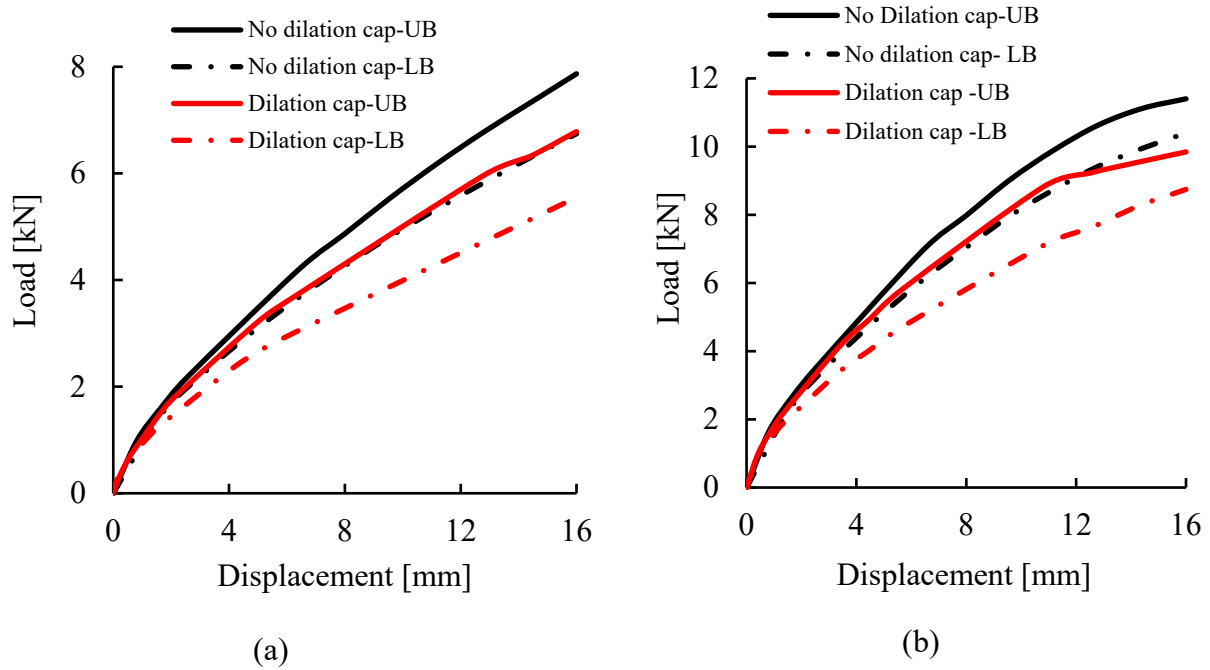 No dilation cap-UB
No dilation cap-LB
Dilation cap-UB
Dilation cap-LB
8
6
4
2
0
Load [kN]
0 4 8 12 16
Displacement [mm]
(a)
No Dilation cap-UB
No dilation cap- LB
Dilation cap -UB
Dilation cap -LB
12
10
8
6
4
2
0
Load [kN]
0 4 8 12 16
Displacement [mm]
(b)